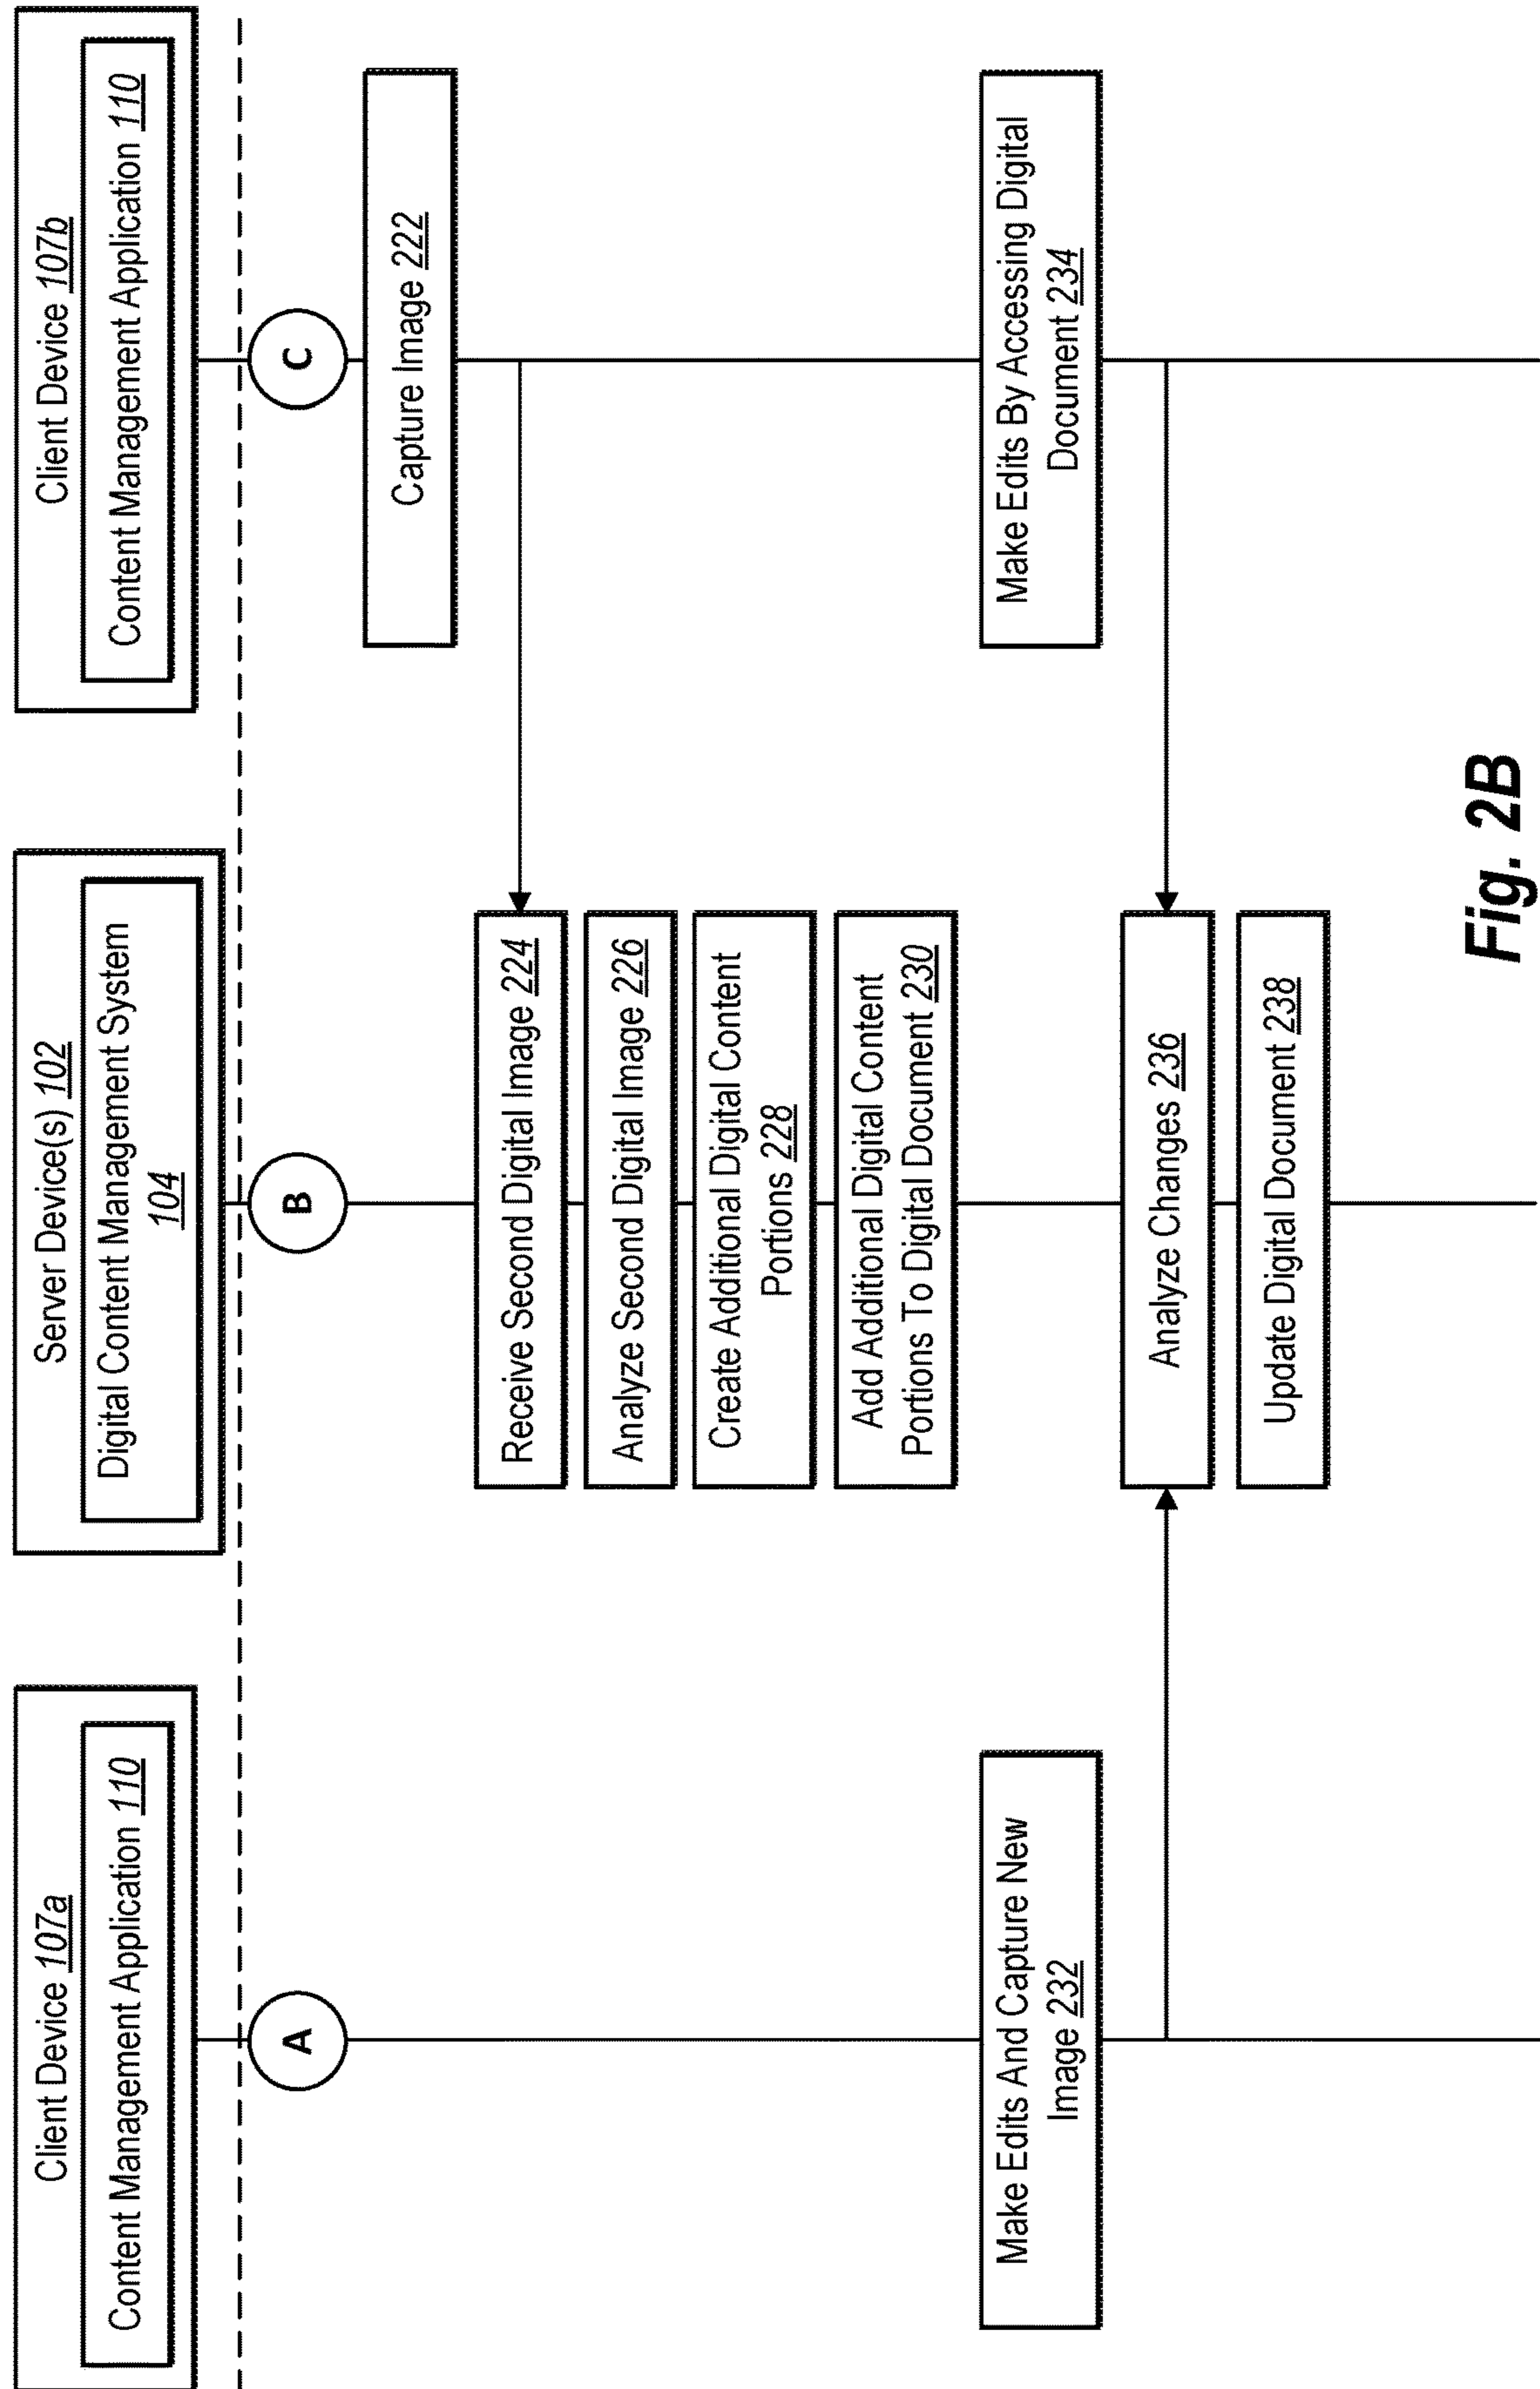 Client Device 107a
Content Management Application 110
Server Device(s) 102
Digital Content Management System
104
Client Device 107b
Content Management Application 110
A
B
C
Capture Image 222
Receive Second Digital Image 224
Analyze Second Digital Image 226
Create Additional Digital Content
Portions 228
Add Additional Digital Content
Portions To Digital Document 230
Make Edits And Capture New
Image 232
Make Edits By Accessing Digital
Document 234
Analyze Changes 236
Update Digital Document 238
Fig. 2B